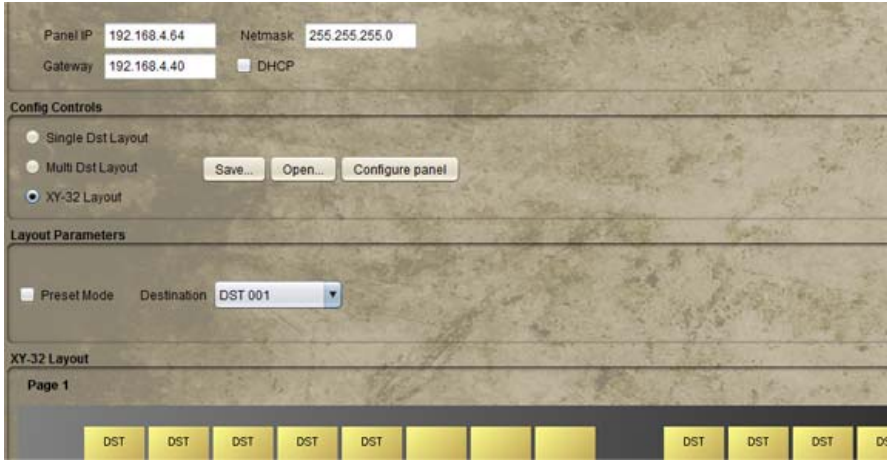 Panel IP 192.168.4.64 Netmask 255.255.255.0
Gateway 192.168.4.40 DHCP
Config Controls
Single Dst Layout
Multi Dst Layout Save... Open... Configure panel
XY-32 Layout
Layout Parameters
Preset Mode Destination DST 001
XY-32 Layout
Page 1
DST DST DST DST DST DST DST DST